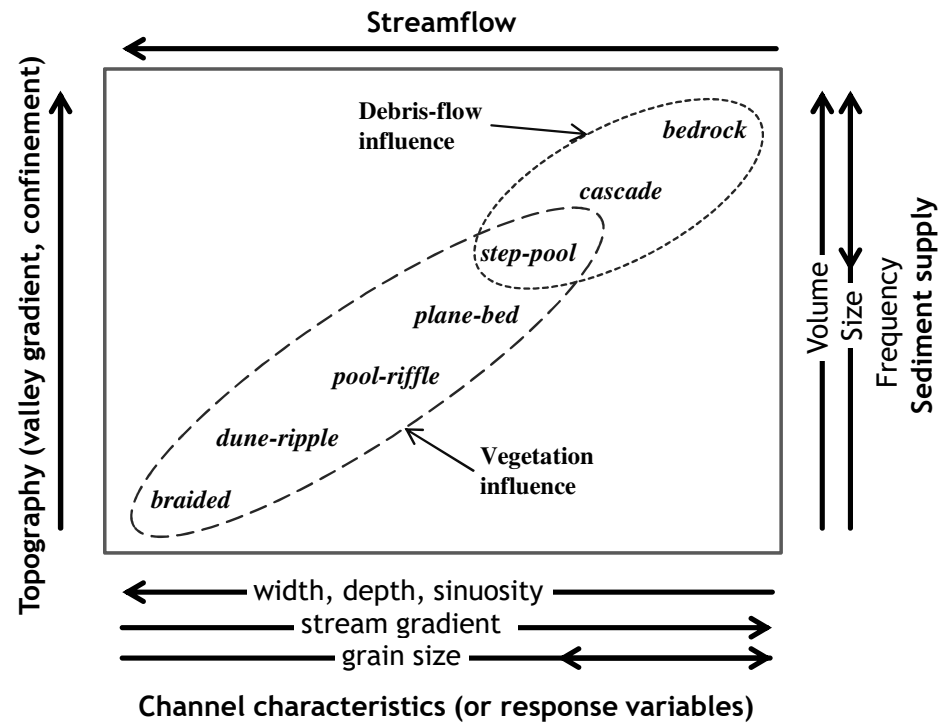 Streamflow
Topography (valley gradient, confinement)
Debris-flow
influence
bedrock
cascade
step-pool
plane-bed
pool-riffle
dune-ripple
braided
Vegetation
influence
Volume
Size
Frequency
Sediment supply
width, depth, sinuosity
stream gradient
grain size
Channel characteristics (or response variables)